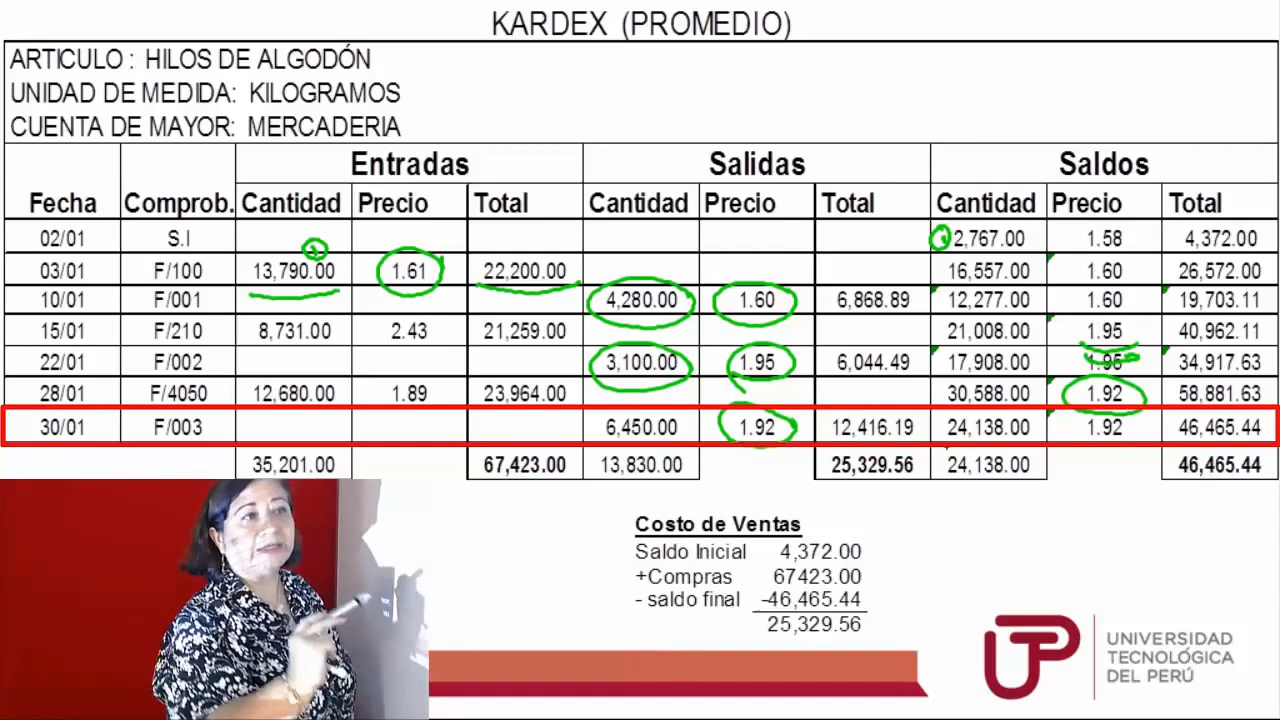 KARDEX (PROMEDIO)
ARTICULO : HILOS DE ALGODÓN
UNIDAD DE MEDIDA: KILOGRAMOS
CUENTA DE MAYOR: MERCADERIA
Entradas Salidas Saldos
Fecha Comprob. Cantidad Precio Total Cantidad Precio Total Cantidad Precio Total
02/01 S.I 2,767.00 1.58 4,372.00
03/01 F/100 13,790.00 1.61 22,200.00 16,557.00 1.60 26,572.00
10/01 F/001 4,280.00 1.60 6,868.89 12,277.00 1.60 19,703.11
15/01 F/210 8,731.00 2.43 21,259.00 21,008.00 1.95 40,962.11
22/01 F/002 3,100.00 1.95 6,044.49 17,908.00 34,917.63
28/01 F/4050 12,680.00 1.89 23,964.00 30,588.00 1.92 58,881.63
30/01 F/003 6,450.00 1.92 12,416.19 24,138.00 1.92 46,465.44
35,201.00 67,423.00 13,830.00 25,329.56 24,138.00 46,465.44
Costo de Ventas
Saldo Inicial 4,372.00
+Compras 67423.00
- saldo final -46,465.44
25,329.56
UTP
UNIVERSIDAD
TECNOLÓGICA
DEL PERÚ